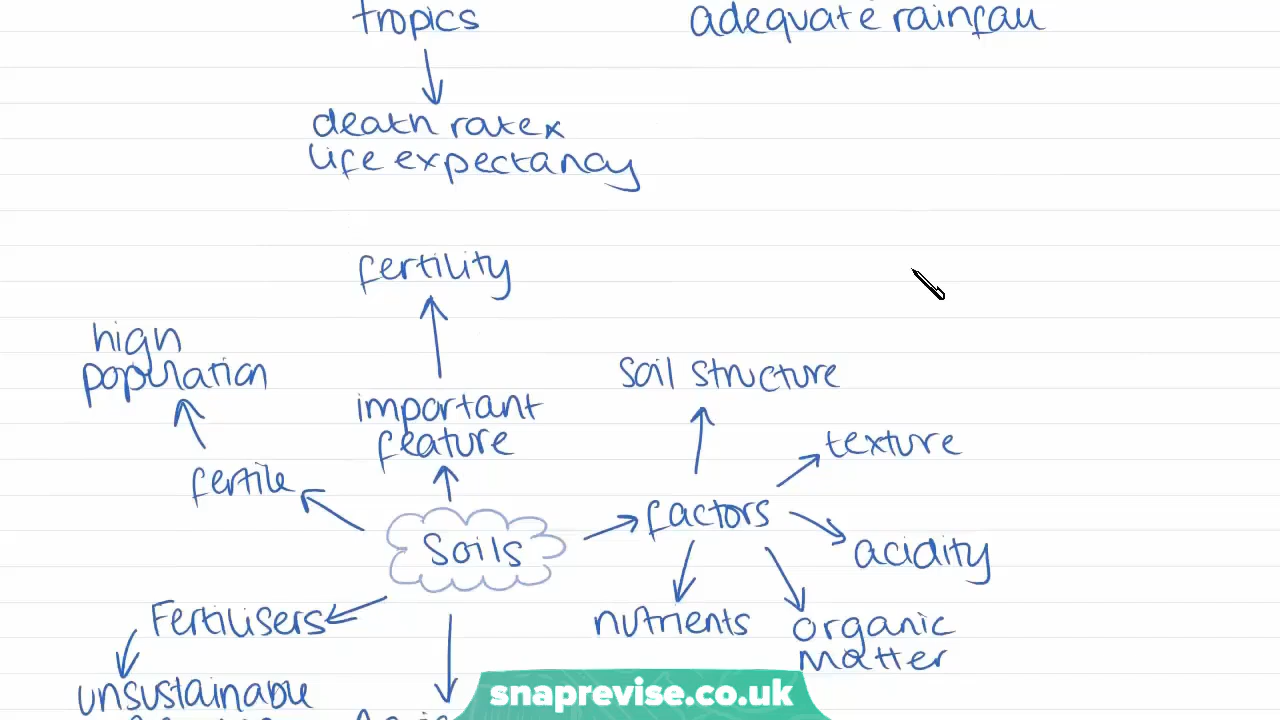 tropics
adequate rainfall
death rate x
life expectancy
fertility
high
population
soil structure
important
feature
texture
fertile
factors
Soils
acidity
Fertilisers
nutrients
organic
matter
unsustainable
snaprevise.co.uk